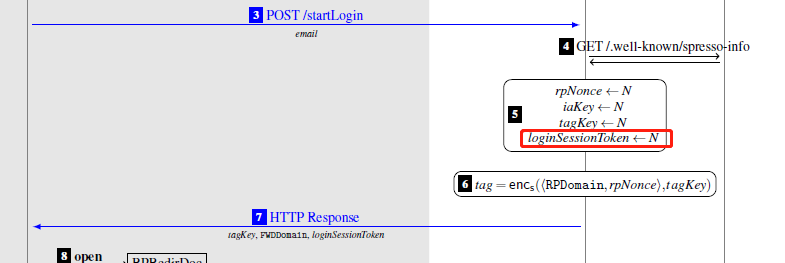 3 POST /startLogin
email
4 GET /.well-known/spresso-info
5
rpNonce ← N
iaKey ← N
tagKey ← N
loginSessionToken ← N
6 tag = encs(⟨RPDomain, rpNonce⟩, tagKey)
7 HTTP Response
tagKey, FWDDomain, loginSessionToken
8 open
RPRedirDoc